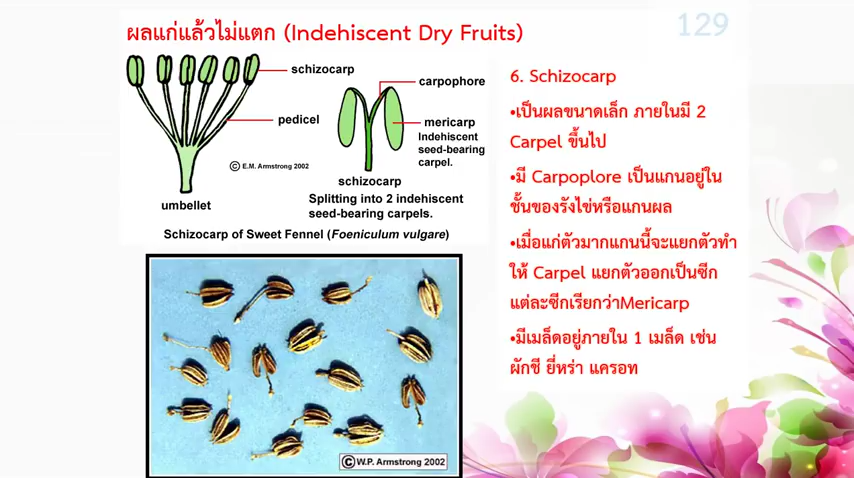 129
ผลแก่แล้วไม่แตก (Indehiscent Dry Fruits)
schizocarp
pedicel
© E.M. Armstrong 2002
umbellet
carpophore
mericarp
Indehiscent
seed-bearing
carpel.
schizocarp
Splitting into 2 indehiscent
seed-bearing carpels.
Schizocarp of Sweet Fennel (Foeniculum vulgare)
© W.P. Armstrong 2002
6. Schizocarp
•เป็นผลขนาดเล็ก ภายในมี 2
Carpel ขึ้นไป
•มี Carpoplore เป็นแกนอยู่ใน
ชั้นของรังไข่หรือแกนผล
•เมื่อแก่ตัวมากแกนนี้จะแยกตัวทำ
ให้ Carpel แยกตัวออกเป็นซีก
แต่ละซีกเรียกว่าMericarp
•มีเมล็ดอยู่ภายใน 1 เมล็ด เช่น
ผักชี ยี่หร่า แครอท